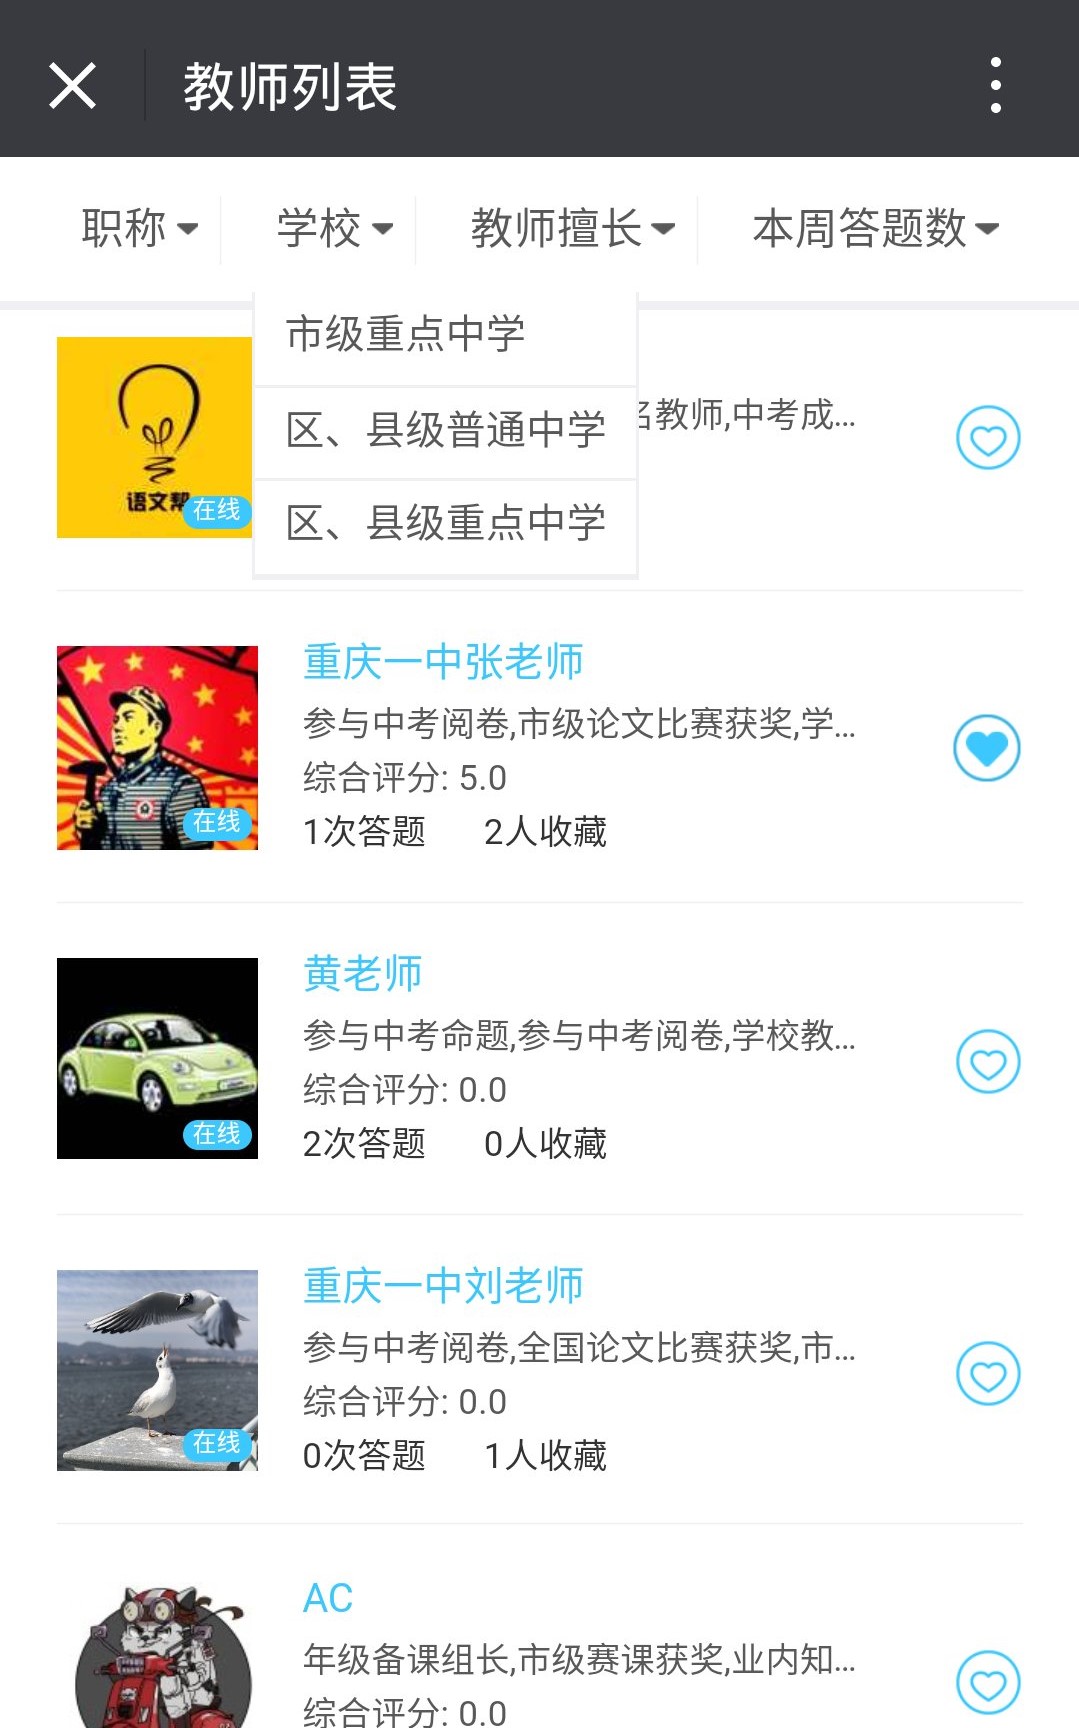 教师列表
职称 学校 教师擅长 本周答题数
市级重点中学
区、县级普通中学
区、县级重点中学
教师,中考成...
语文帮
在线
重庆一中张老师
参与中考阅卷,市级论文比赛获奖,学...
综合评分: 5.0
1次答题 2人收藏
在线
黄老师
参与中考命题,参与中考阅卷,学校教...
综合评分: 0.0
2次答题 0人收藏
在线
重庆一中刘老师
参与中考阅卷,全国论文比赛获奖,市...
综合评分: 0.0
0次答题 1人收藏
在线
AC
年级备课组长,市级赛课获奖,业内知...
综合评分: 0.0